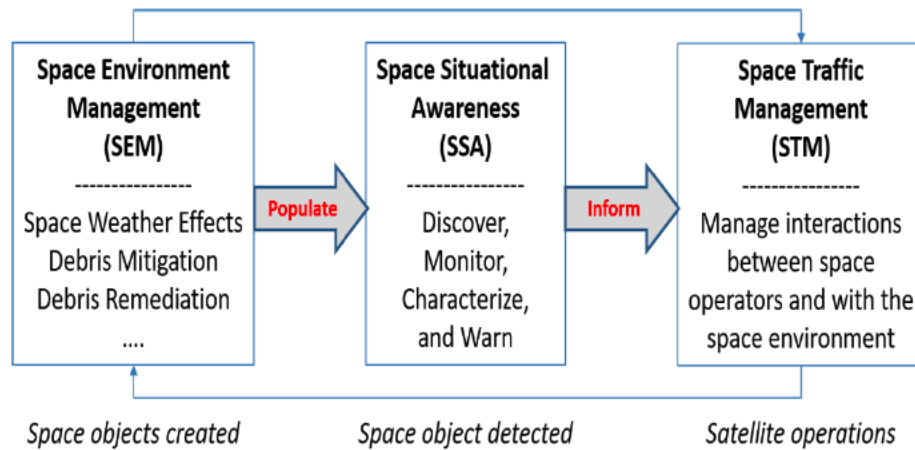 Space Environment
Management
(SEM)
----------------
Space Weather Effects
Debris Mitigation
Debris Remediation
....
Populate
Space Situational
Awareness
(SSA)
----------------
Discover,
Monitor,
Characterize,
and Warn
Inform
Space Traffic
Management
(STM)
----------------
Manage interactions
between space
operators and with the
space environment
Space objects created
Space object detected
Satellite operations